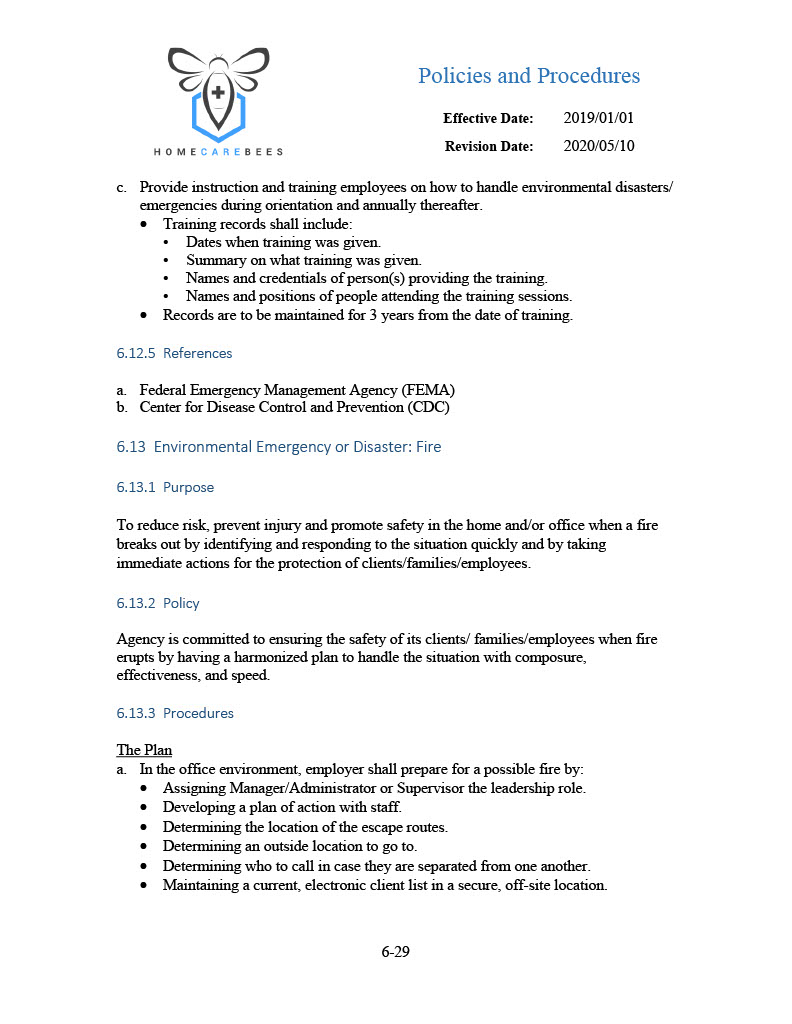 HOMECAREBEES
Policies and Procedures
Effective Date: 2019/01/01
Revision Date: 2020/05/10
c. Provide instruction and training employees on how to handle environmental disasters/
emergencies during orientation and annually thereafter.
• Training records shall include:
• Dates when training was given.
• Summary on what training was given.
• Names and credentials of person(s) providing the training.
• Names and positions of people attending the training sessions.
• Records are to be maintained for 3 years from the date of training.
6.12.5 References
a. Federal Emergency Management Agency (FEMA)
b. Center for Disease Control and Prevention (CDC)
6.13 Environmental Emergency or Disaster: Fire
6.13.1 Purpose
To reduce risk, prevent injury and promote safety in the home and/or office when a fire
breaks out by identifying and responding to the situation quickly and by taking
immediate actions for the protection of clients/families/employees.
6.13.2 Policy
Agency is committed to ensuring the safety of its clients/ families/employees when fire
erupts by having a harmonized plan to handle the situation with composure,
effectiveness, and speed.
6.13.3 Procedures
The Plan
a. In the office environment, employer shall prepare for a possible fire by:
• Assigning Manager/Administrator or Supervisor the leadership role.
• Developing a plan of action with staff.
• Determining the location of the escape routes.
• Determining an outside location to go to.
• Determining who to call in case they are separated from one another.
• Maintaining a current, electronic client list in a secure, off-site location.
6-29